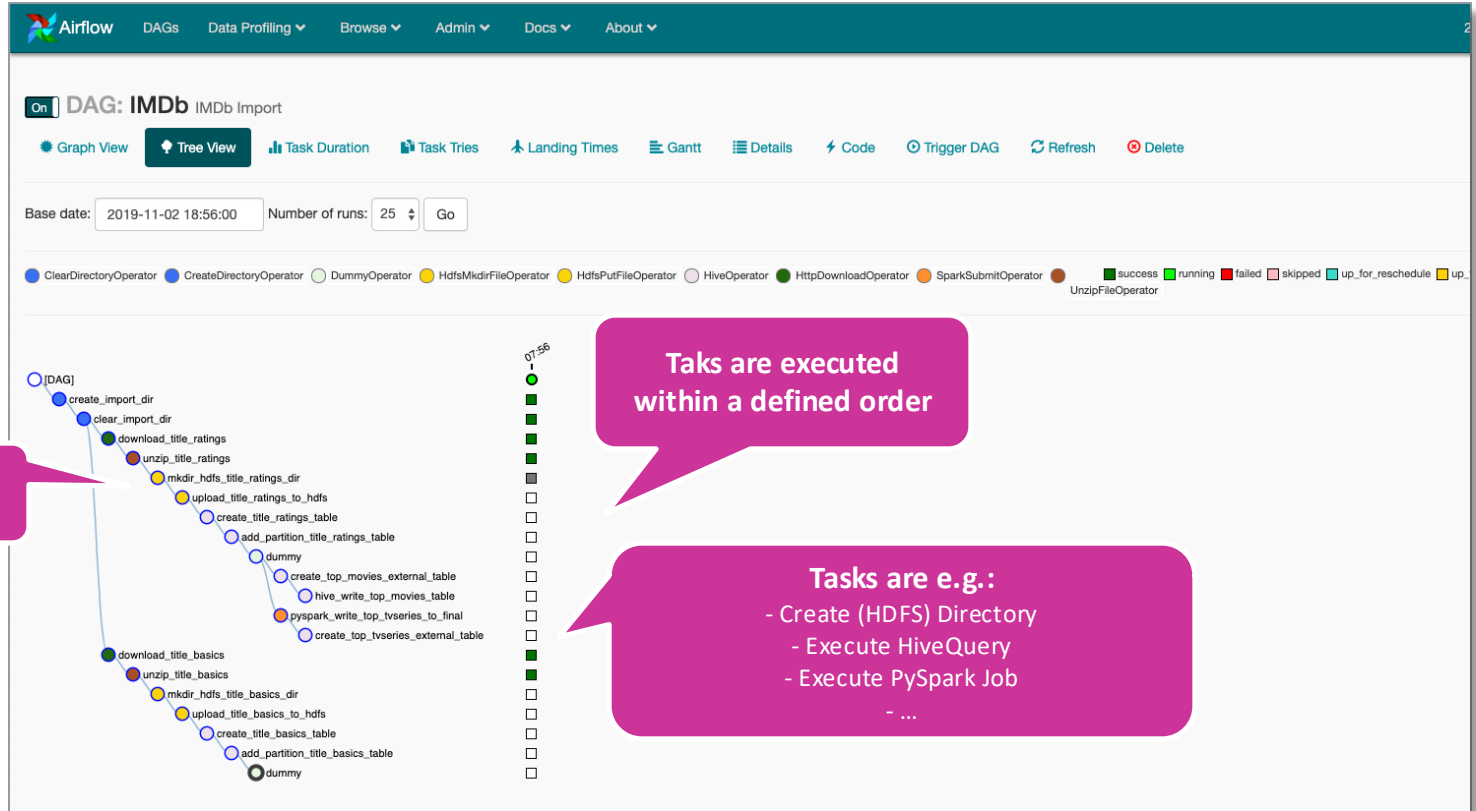 Airflow DAGs Data Profiling Browse Admin Docs About 2
On DAG: IMDb IMDb Import
Graph View Tree View Task Duration Task Tries Landing Times Gantt Details Code Trigger DAG Refresh Delete
Base date: 2019-11-02 18:56:00 Number of runs: 25 Go
ClearDirectoryOperator CreateDirectoryOperator DummyOperator HdfsMkdirFileOperator HdfsPutFileOperator HiveOperator HttpDownloadOperator SparkSubmitOperator success running failed skipped up_for_reschedule up_
UnzipFileOperator
07:56
Taks are executed
within a defined order
[DAG]
create_import_dir
clear_import_dir
download_title_ratings
unzip_title_ratings
mkdir_hdfs_title_ratings_dir
upload_title_ratings_to_hdfs
create_title_ratings_table
add_partition_title_ratings_table
dummy
create_top_movies_external_table
hive_write_top_movies_table
pyspark_write_top_tvseries_to_final
create_top_tvseries_external_table
download_title_basics
unzip_title_basics
mkdir_hdfs_title_basics_dir
upload_title_basics_to_hdfs
create_title_basics_table
add_partition_title_basics_table
dummy
Tasks are e.g.:
- Create (HDFS) Directory
- Execute HiveQuery
- Execute PySpark Job
- ...